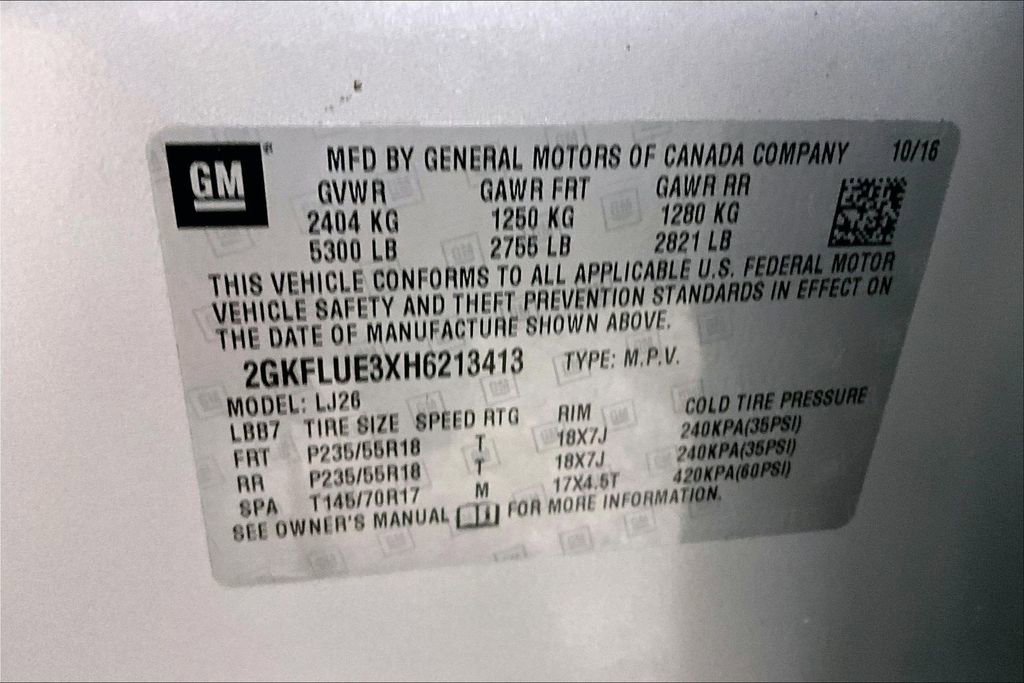 GM® MFD BY GENERAL MOTORS OF CANADA COMPANY 10/16
GVWR GAWR FRT GAWR RR
2404 KG 1250 KG 1280 KG
5300 LB 2755 LB 2821 LB
THIS VEHICLE CONFORMS TO ALL APPLICABLE U.S. FEDERAL MOTOR
VEHICLE SAFETY AND THEFT PREVENTION STANDARDS IN EFFECT ON
THE DATE OF MANUFACTURE SHOWN ABOVE.
2GKFLUE3XH6213413 TYPE: M.P.V.
MODEL: LJ26
LBB7 TIRE SIZE SPEED RTG RIM COLD TIRE PRESSURE
FRT P235/55R18 T 18X7J 240KPA(35PSI)
RR P235/55R18 T 18X7J 240KPA(35PSI)
SPA T145/70R17 M 17X4.5T 420KPA(60PSI)
SEE OWNER'S MANUAL FOR MORE INFORMATION.